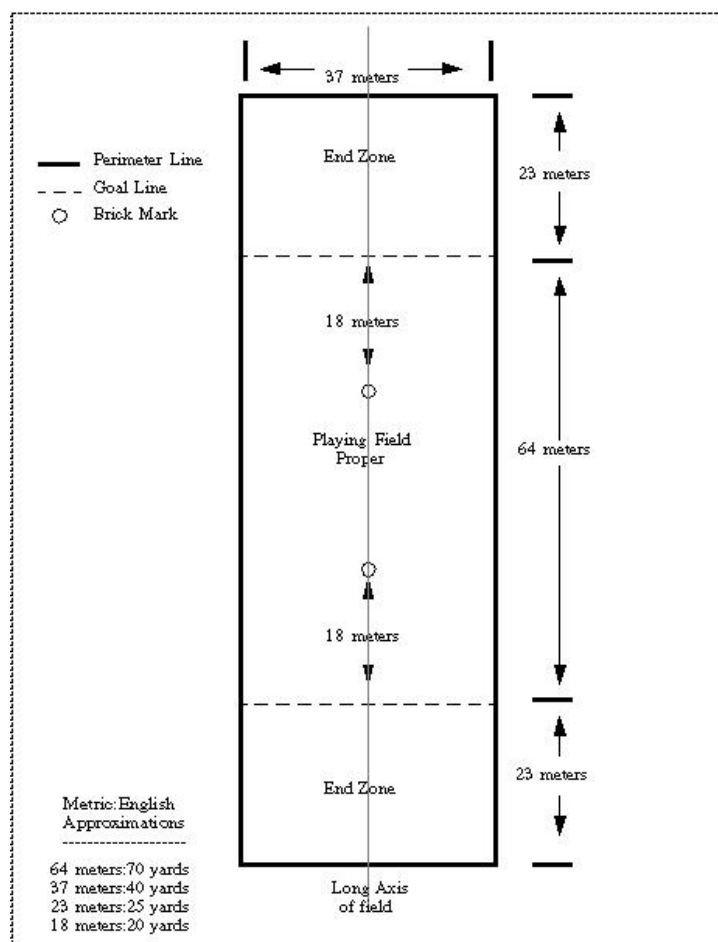 37 meters
End Zone
23 meters
Perimeter Line
Goal Line
Brick Mark
18 meters
Playing Field
Proper
64 meters
18 meters
End Zone
23 meters
Metric:English
Approximations
64 meters:70 yards
37 meters:40 yards
23 meters:25 yards
18 meters:20 yards
Long Axis
of field